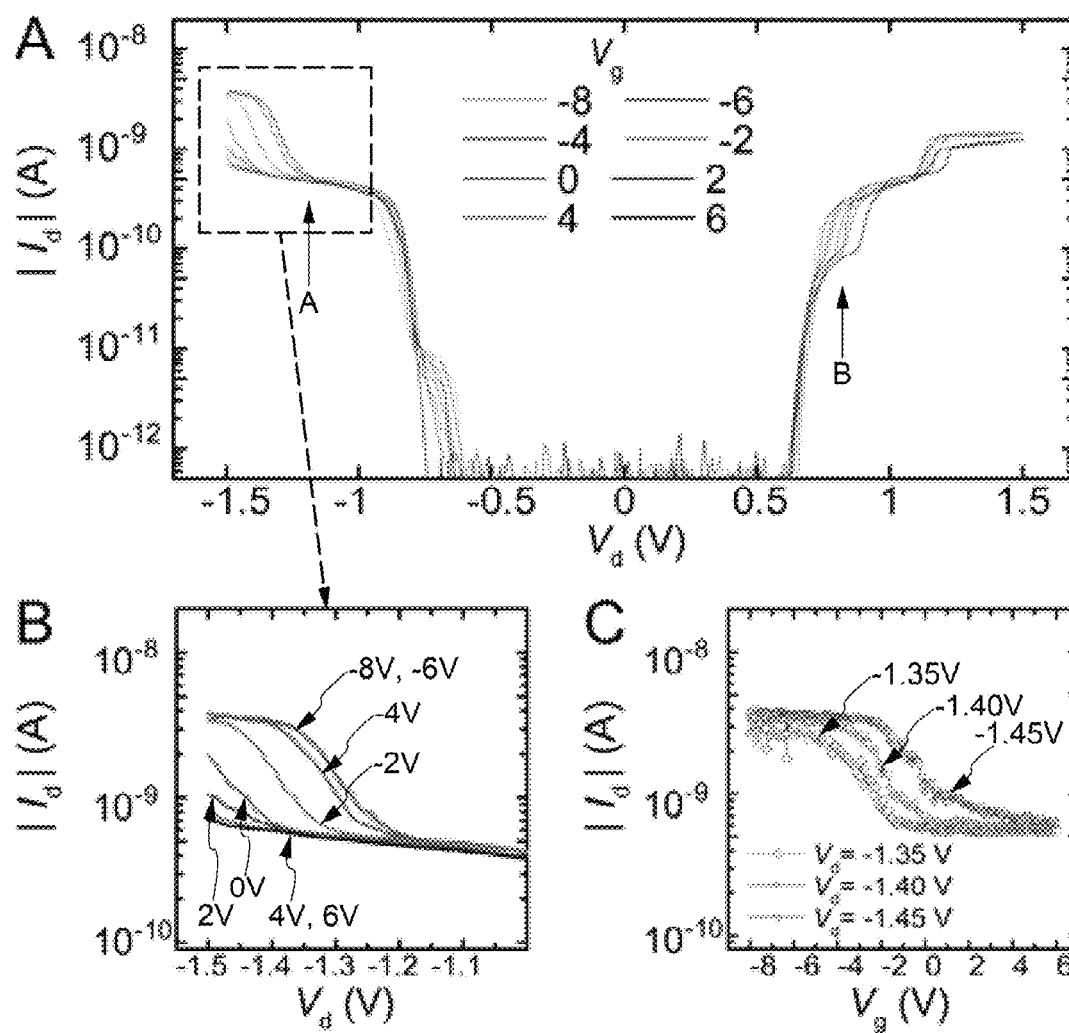 A
V_g
-8 -6
-4 -2
0 2
4 6
| I_d | (A)
10^-8
10^-9
10^-10
10^-11
10^-12
A
B
-1.5 -1 -0.5 0 0.5 1 1.5
V_d (V)
B
| I_d | (A)
10^-8
10^-9
10^-10
-8V, -6V
-4V
-2V
0V
2V
4V, 6V
-1.5 -1.4 -1.3 -1.2 -1.1
V_d (V)
C
| I_d | (A)
10^-8
10^-9
10^-10
-1.35V
-1.40V
-1.45V
V_d= -1.35 V
V_d= -1.40 V
V_d= -1.45 V
-8 -6 -4 -2 0 2 4 6
V_g (V)